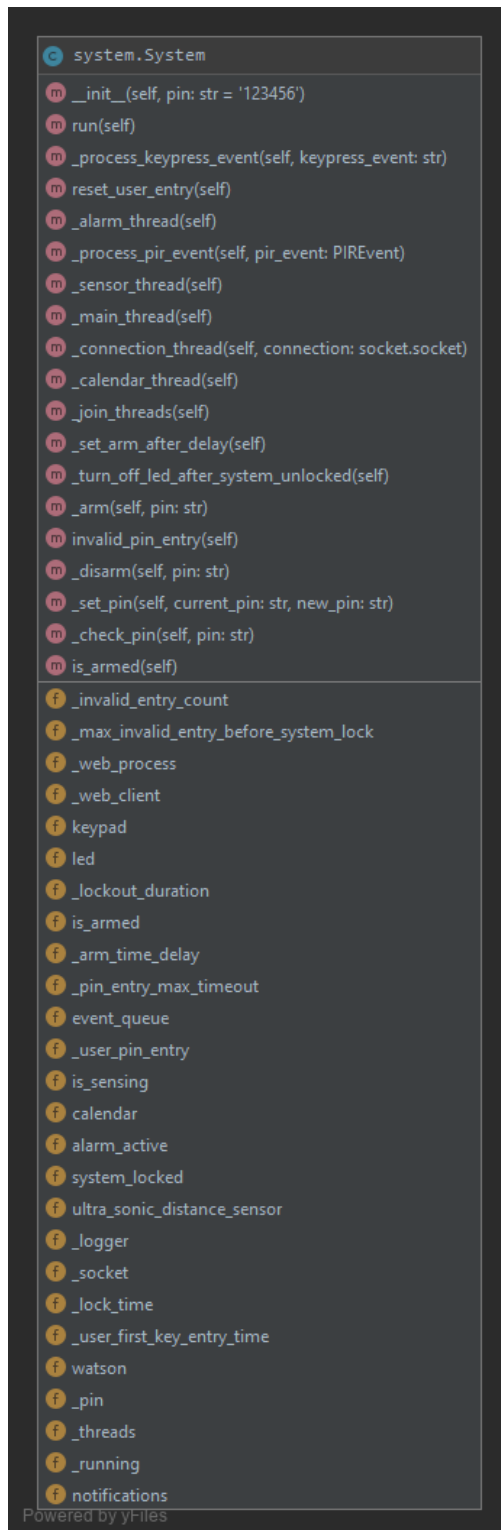 system.System
__init__(self, pin: str = '123456')
run(self)
_process_keypress_event(self, keypress_event: str)
reset_user_entry(self)
_alarm_thread(self)
_process_pir_event(self, pir_event: PIREvent)
_sensor_thread(self)
_main_thread(self)
_connection_thread(self, connection: socket.socket)
_calendar_thread(self)
_join_threads(self)
_set_arm_after_delay(self)
_turn_off_led_after_system_unlocked(self)
_arm(self, pin: str)
invalid_pin_entry(self)
_disarm(self, pin: str)
_set_pin(self, current_pin: str, new_pin: str)
_check_pin(self, pin: str)
is_armed(self)
_invalid_entry_count
_max_invalid_entry_before_system_lock
_web_process
_web_client
keypad
led
_lockout_duration
is_armed
_arm_time_delay
_pin_entry_max_timeout
event_queue
_user_pin_entry
is_sensing
calendar
alarm_active
system_locked
ultra_sonic_distance_sensor
_logger
_socket
_lock_time
_user_first_key_entry_time
watson
_pin
_threads
_running
notifications
Powered by yFiles